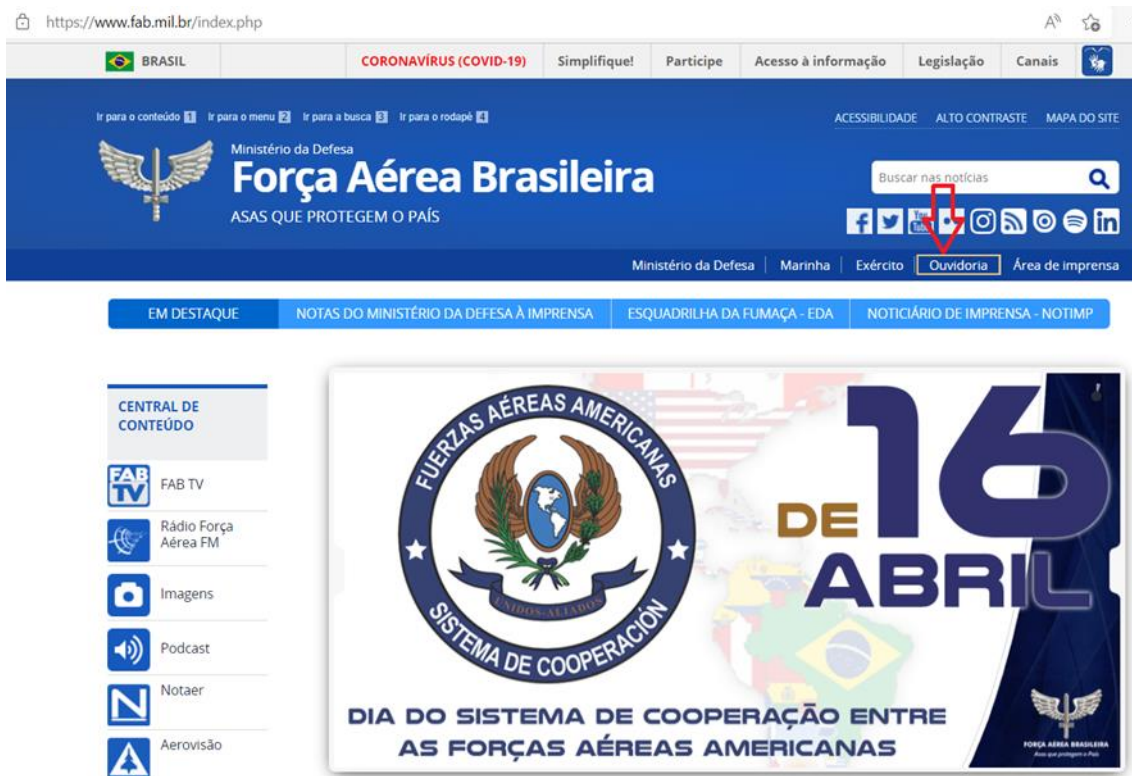 https://www.fab.mil.br/index.php
BRASIL CORONAVÍRUS (COVID-19) Simplifique! Participe Acesso à informação Legislação Canais
Ir para o conteúdo 1 Ir para o menu 2 Ir para a busca 3 Ir para o rodapé 4 ACESSIBILIDADE ALTO CONTRASTE MAPA DO SITE
Ministério da Defesa
Força Aérea Brasileira
ASAS QUE PROTEGEM O PAÍS
Buscar nas notícias
Ministério da Defesa Marinha Exército Ouvidoria Área de imprensa
EM DESTAQUE NOTAS DO MINISTÉRIO DA DEFESA À IMPRENSA ESQUADRILHA DA FUMAÇA - EDA NOTICIÁRIO DE IMPRENSA - NOTIMP
CENTRAL DE
CONTEÚDO
FAB
TV
FAB TV
Rádio Força
Aérea FM
Imagens
Podcast
Notaer
Aerovisão
FUERZAS AÉREAS AMERICANAS
UNIDOS-ALIADOS
SISTEMA DE COOPERACIÓN
16
DE
ABRIL
DIA DO SISTEMA DE COOPERAÇÃO ENTRE
AS FORÇAS AÉREAS AMERICANAS
FORÇA AÉREA BRASILEIRA
Asas que protegem o País